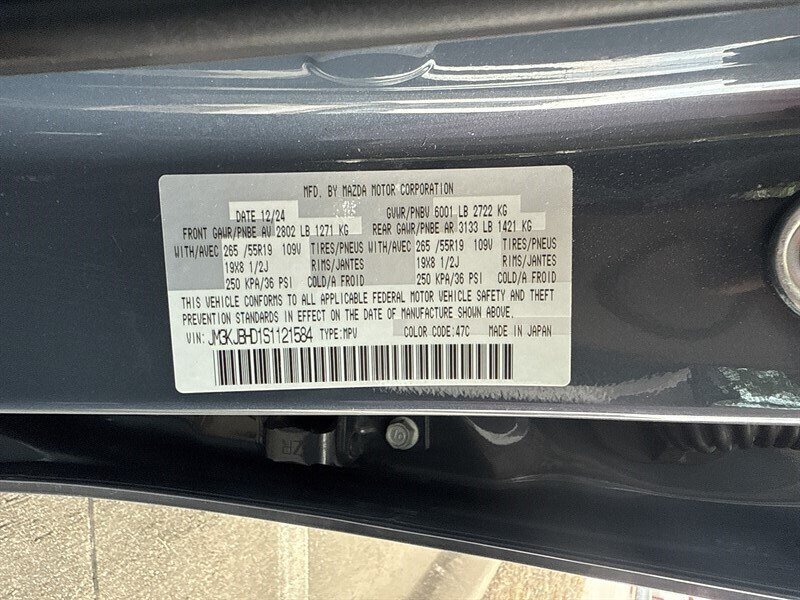 MFD. BY MAZDA MOTOR CORPORATION
DATE 12/24 GVWR/PNBV 6001 LB 2722 KG
FRONT GAWR/PNBE AV 2802 LB 1271 KG REAR GAWR/PNBE AR 3133 LB 1421 KG
WITH/AVEC 265 /55R19 109V TIRES/PNEUS WITH/AVEC 265 /55R19 109V TIRES/PNEUS
19X8 1/2J RIMS/JANTES 19X8 1/2J RIMS/JANTES
250 KPA/36 PSI COLD/A FROID 250 KPA/36 PSI COLD/A FROID
THIS VEHICLE CONFORMS TO ALL APPLICABLE FEDERAL MOTOR VEHICLE SAFETY AND THEFT
PREVENTION STANDARDS IN EFFECT ON THE DATE OF MANUFACTURE SHOWN ABOVE.
VIN: JM3KJBHD1S1121584 TYPE: MPV COLOR CODE: 47C MADE IN JAPAN
ZR